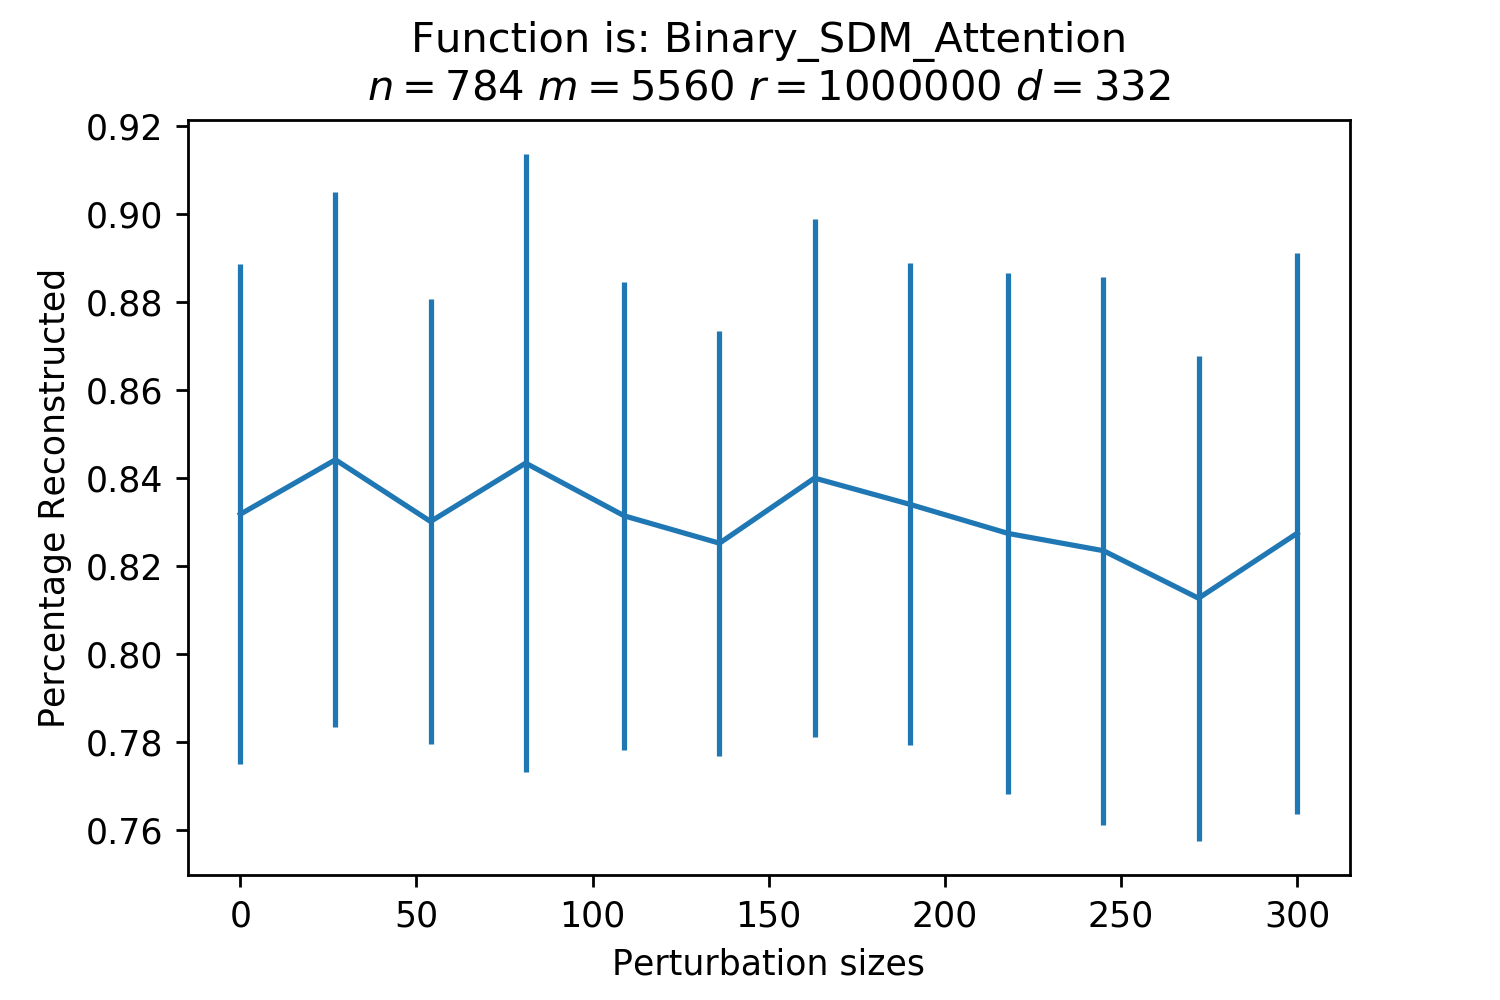 Function is: Binary_SDM_Attention
n = 784 m = 5560 r = 1000000 d = 332
0.92
0.90
0.88
0.86
0.84
0.82
0.80
0.78
0.76
Percentage Reconstructed
0 50 100 150 200 250 300
Perturbation sizes